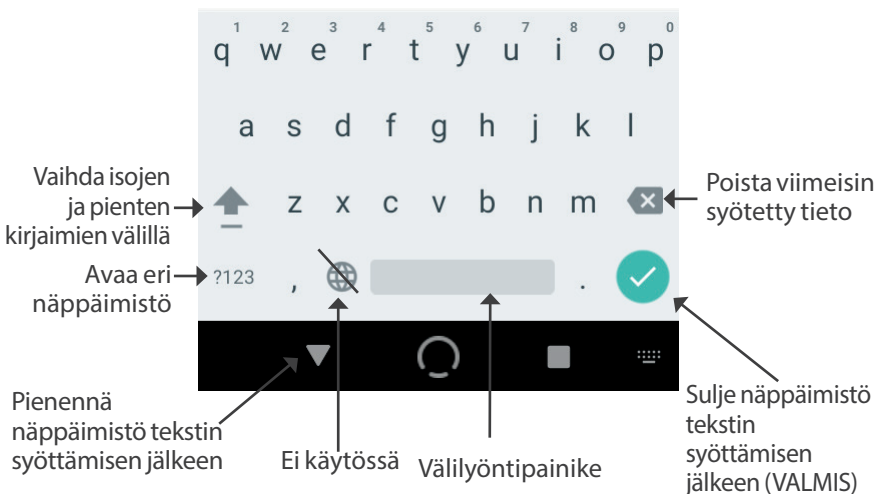 1 2 3 4 5 6 7 8 9 0
q w e r t y u i o p
a s d f g h j k l
Vaihda isojen
ja pienten
kirjaimien välillä
z x c v b n m
Poista viimeisin
syötetty tieto
Avaa eri
näppäimistö
?123 , .
Pienennä
näppäimistö tekstin
syöttämisen jälkeen
Ei käytössä
Välilyöntipainike
Sulje näppäimistö
tekstin
syöttämisen
jälkeen (VALMIS)